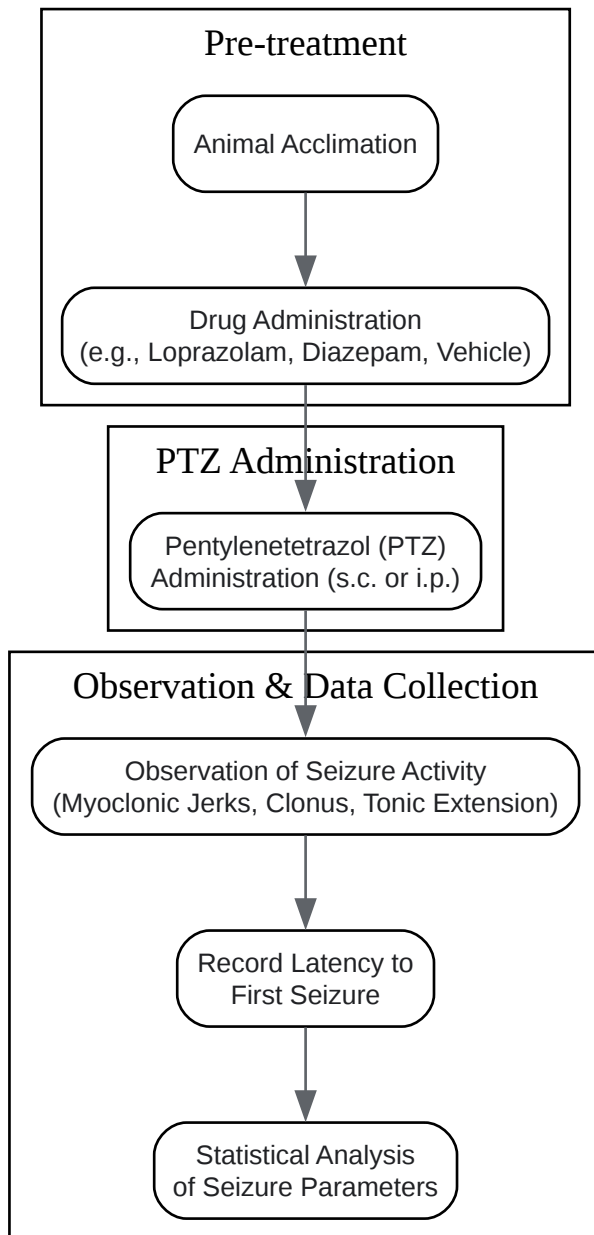 Pre-treatment
Animal Acclimation
Drug Administration
(e.g., Loprazolam, Diazepam, Vehicle)
PTZ Administration
Pentylenetetrazol (PTZ)
Administration (s.c. or i.p.)
Observation & Data Collection
Observation of Seizure Activity
(Myoclonic Jerks, Clonus, Tonic Extension)
Record Latency to
First Seizure
Statistical Analysis
of Seizure Parameters